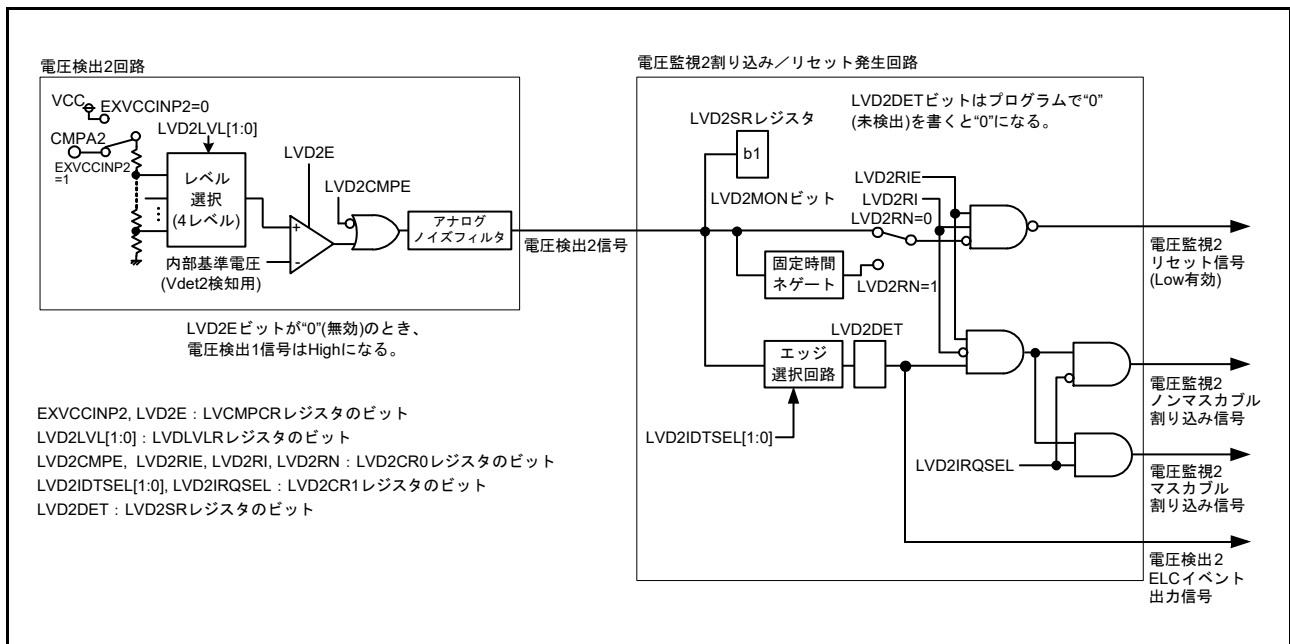 電圧検出2回路
VCC
EXVCCINP2=0
LVD2LVL[1:0]
CMPA2
EXVCCINP2
=1
レベル
選択
(4レベル)
内部基準電圧
(Vdet2検知用)
+
-
LVD2E
LVD2CMPE
アナログ
ノイズフィルタ
電圧検出2信号
LVD2Eビットが“0”(無効)のとき、
電圧検出1信号はHighになる。
EXVCCINP2, LVD2E : LVCMPCRレジスタのビット
LVD2LVL[1:0] : LVDLVLRレジスタのビット
LVD2CMPE, LVD2RIE, LVD2RI, LVD2RN : LVD2CR0レジスタのビット
LVD2IDTSEL[1:0], LVD2IRQSEL : LVD2CR1レジスタのビット
LVD2DET : LVD2SRレジスタのビット
電圧監視2割り込み／リセット発生回路
LVD2DETビットはプログラムで“0”
(未検出)を書くと“0”になる。
LVD2SRレジスタ
b1
LVD2MONビット
LVD2RIE
LVD2RI
LVD2RN=0
固定時間
ネゲート
LVD2RN=1
LVD2DET
エッジ
選択回路
LVD2IDTSEL[1:0]
LVD2IRQSEL
電圧監視2
リセット信号
(Low有効)
電圧監視2
ノンマスカブル
割り込み信号
電圧監視2
マスカブル
割り込み信号
電圧検出2
ELCイベント
出力信号